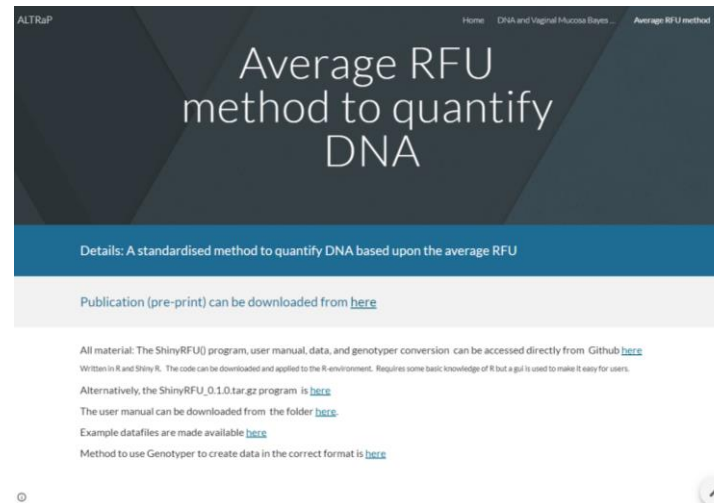 ALTRaP
Home DNA and Vaginal Mucosa Bayes ... Average RFU method
Average RFU
method to quantify
DNA
Details: A standardised method to quantify DNA based upon the average RFU
Publication (pre-print) can be downloaded from here
All material: The ShinyRFU() program, user manual, data, and genotyper conversion can be accessed directly from Github here
Written in R and Shiny R. The code can be downloaded and applied to the R-environment. Requires some basic knowledge of R but a gui is used to make it easy for users.
Alternatively, the ShinyRFU_0.1.0.tar.gz program is here
The user manual can be downloaded from the folder here.
Example datafiles are made available here
Method to use Genotyper to create data in the correct format is here